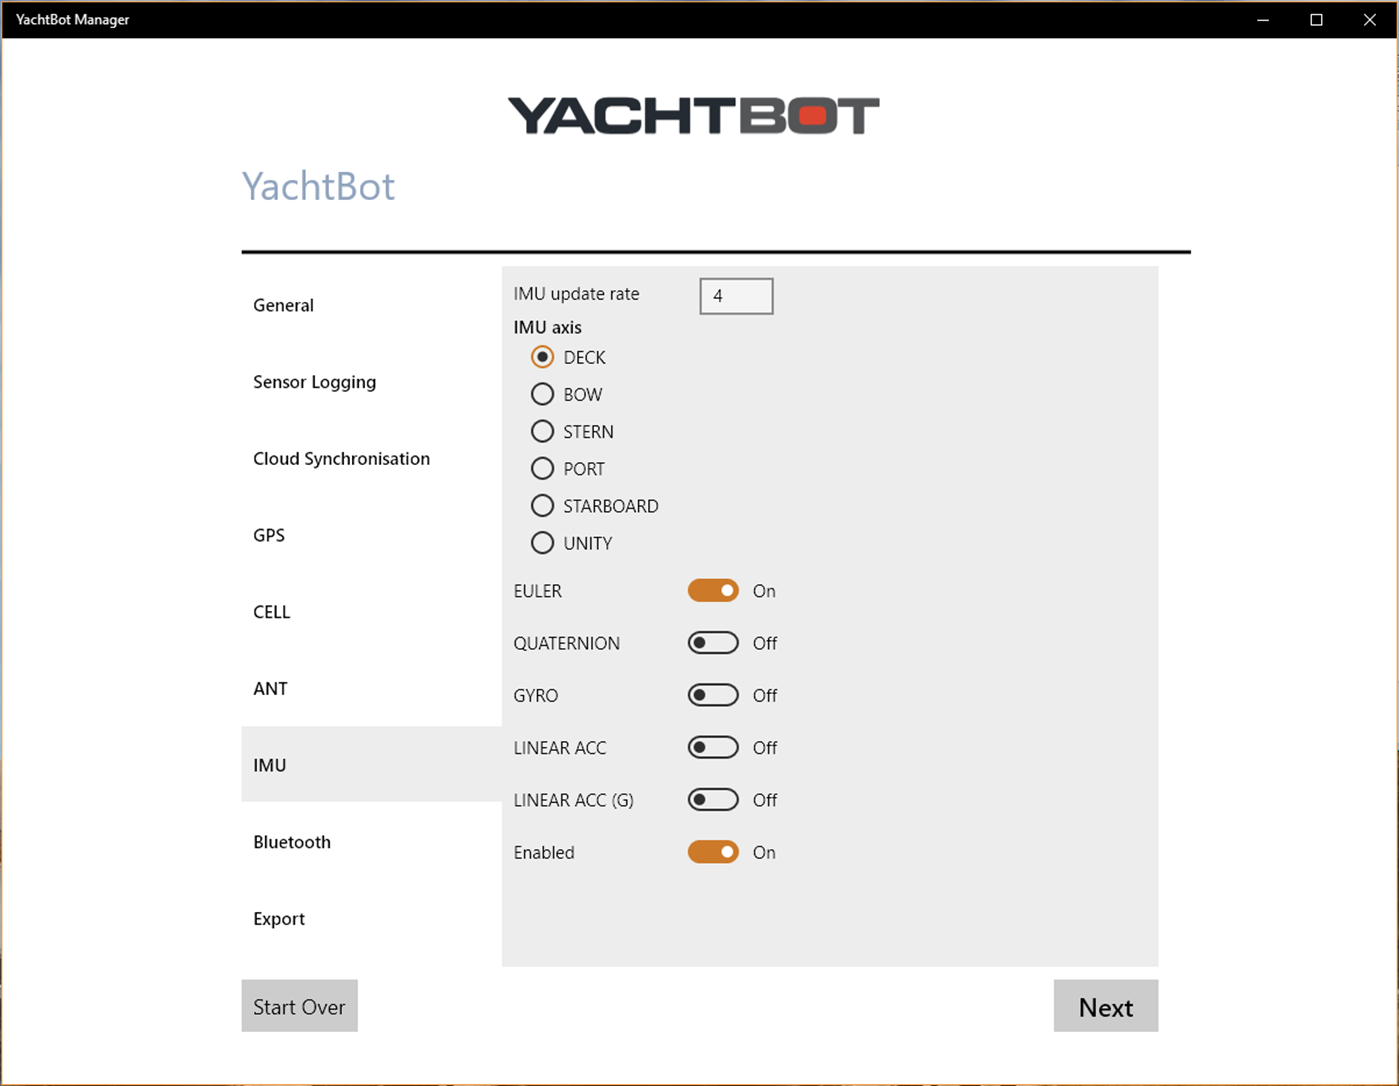 YachtBot Manager
YACHTBOT
YachtBot
General
Sensor Logging
Cloud Synchronisation
GPS
CELL
ANT
IMU
Bluetooth
Export
IMU update rate 4
IMU axis
DECK
BOW
STERN
PORT
STARBOARD
UNITY
EULER On
QUATERNION Off
GYRO Off
LINEAR ACC Off
LINEAR ACC (G) Off
Enabled On
Start Over
Next